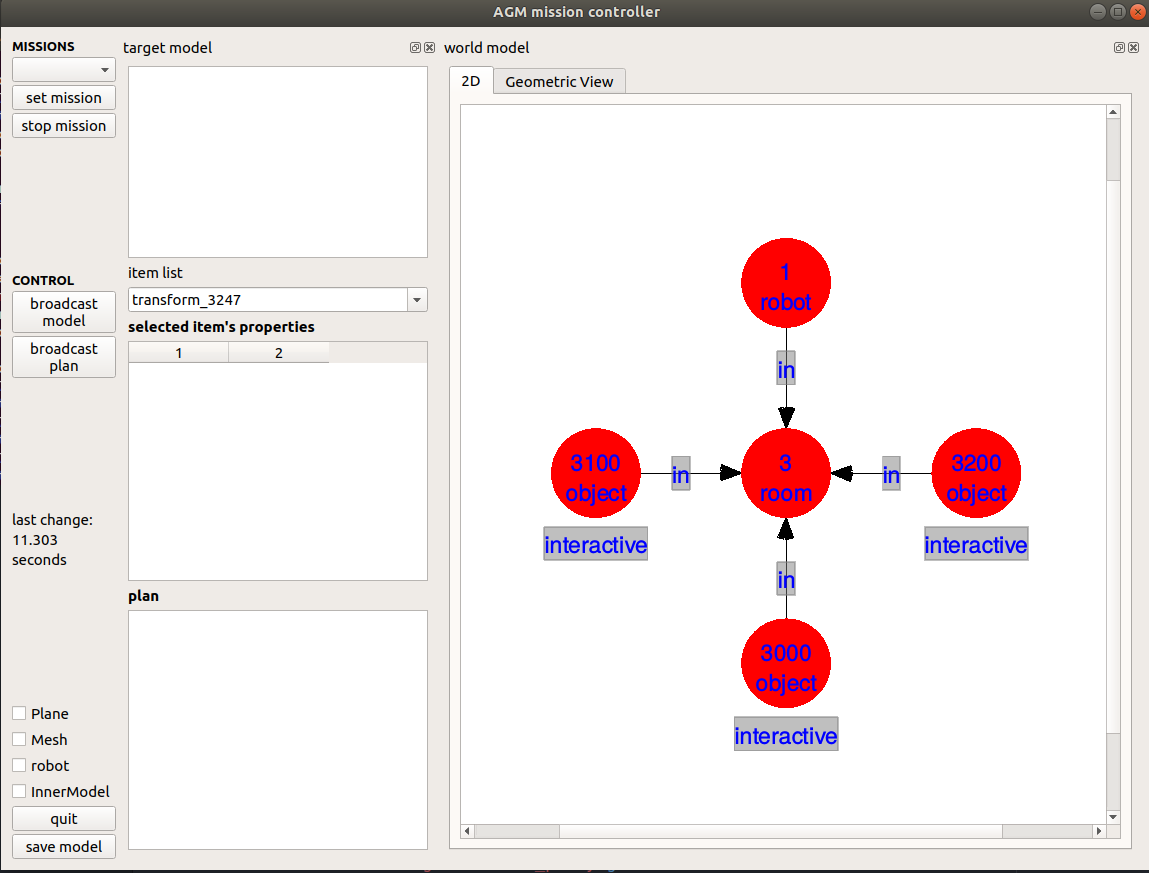 AGM mission controller
MISSIONS
set mission
stop mission
CONTROL
broadcast
model
broadcast
plan
last change:
11.303
seconds
Plane
Mesh
robot
InnerModel
quit
save model
target model
item list
transform_3247
selected item's properties
1 2
plan
world model
2D Geometric View
1
robot
in
3100
object
interactive
in
3
room
in
3200
object
interactive
in
3000
object
interactive